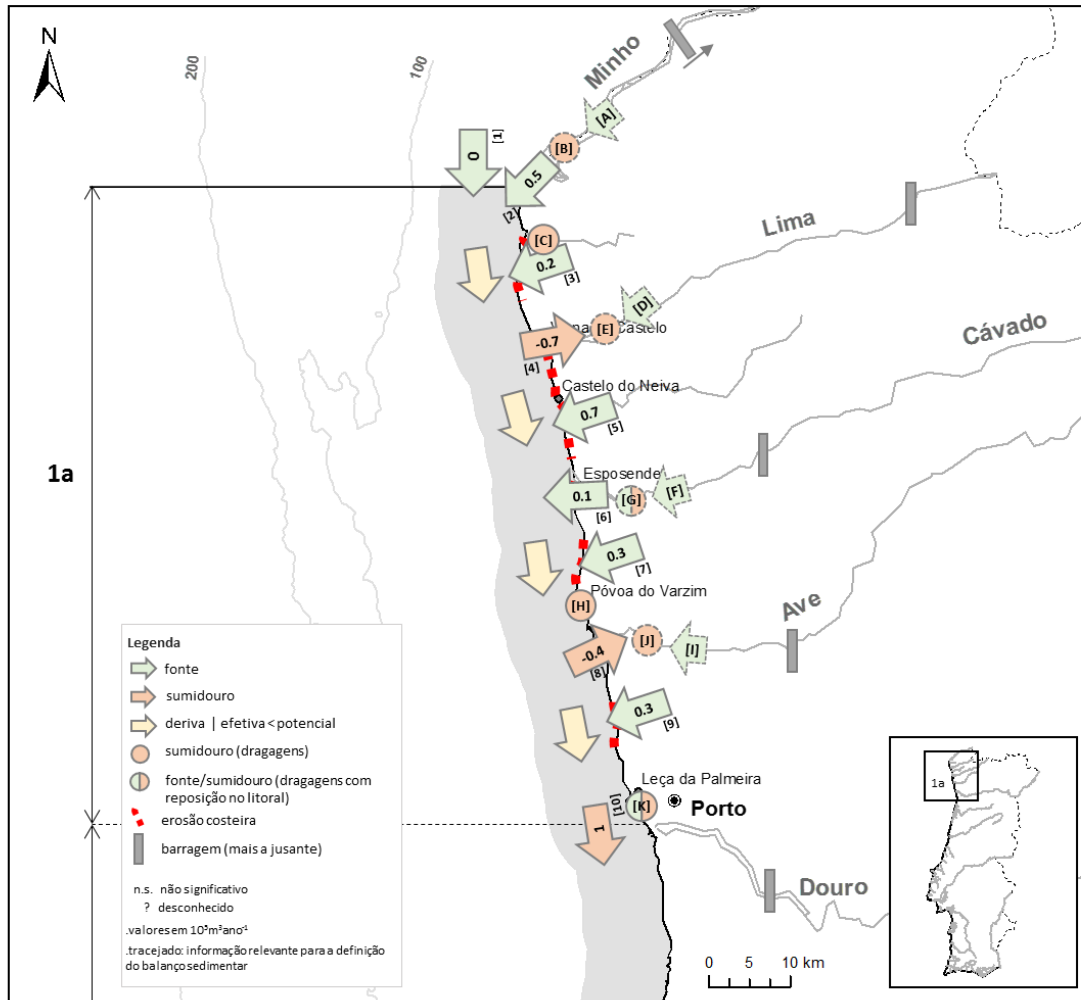 N
200
100
Minho
[A]
[B]
[1]
0
0.5
[2]
[C]
0.2
[3]
Lima
[D]
[E]
Castelo
-0.7
[4]
Cávado
Castelo do Neiva
0.7
[5]
1a
Esposende
0.1
[6]
[G]
[F]
0.3
[7]
Póvoa do Varzim
[H]
Ave
[J]
[I]
-0.4
[8]
0.3
[9]
Leça da Palmeira
[10]
[K]
Porto
1
Douro
Legenda
fonte
sumidouro
deriva | efetiva < potencial
sumidouro (dragagens)
fonte/sumidouro (dragagens com
reposição no litoral)
erosão costeira
barragem (mais a jusante)
n.s. não significativo
? desconhecido
.valores em 10⁵m³ano⁻¹
.tracejado: informação relevante para a definição
do balanço sedimentar
0 5 10 km
1a